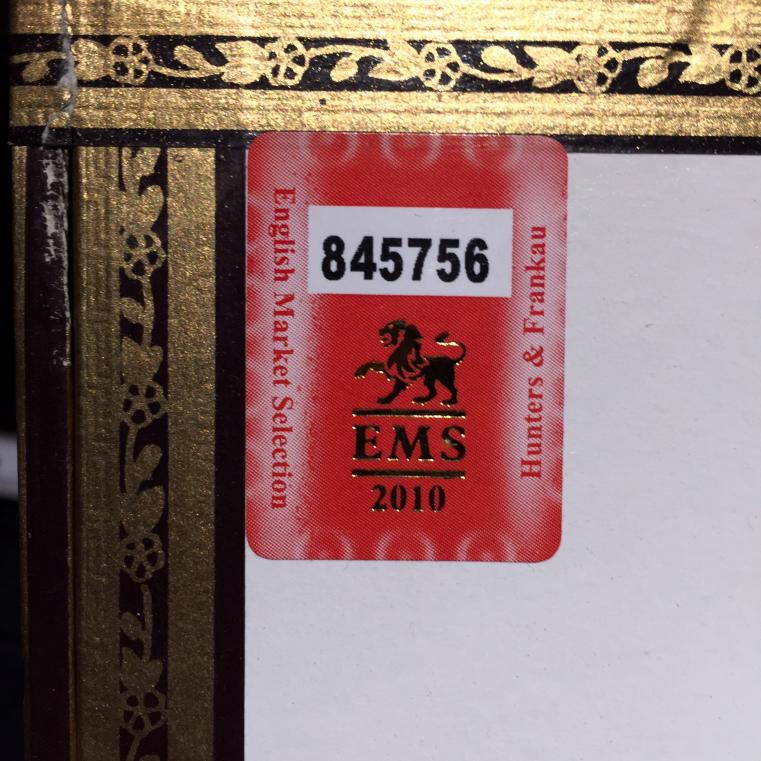 English Market Selection
845756
EMS
2010
Hunters & Frankau